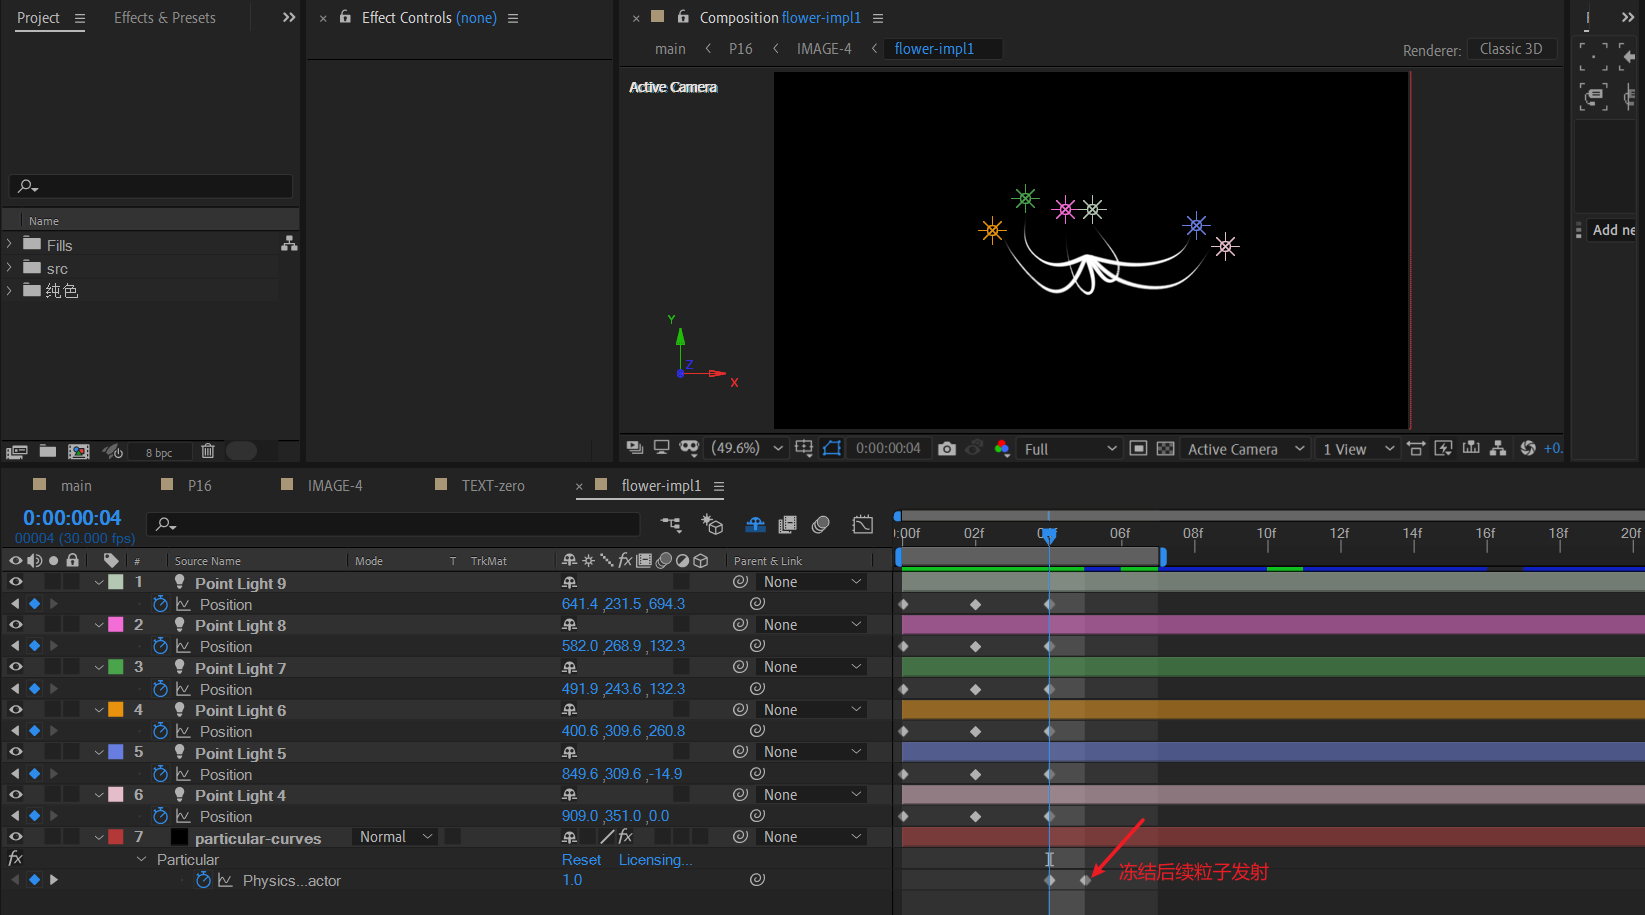 Project
Effects & Presets
Effect Controls (none)
Composition flower-impl1
main
P16
IMAGE-4
flower-impl1
Renderer:
Classic 3D
Active Camera
Name
Fills
src
纯色
Add ne
Y
Z
X
8 bpc
(49.6%)
0:00:00:04
Full
Active Camera
1 View
+0.
main
P16
IMAGE-4
TEXT-zero
flower-impl1
0:00:00:04
00004 (30.000 fps)
:00f
02f
06f
08f
10f
12f
14f
16f
18f
20f
#
Source Name
Mode
T
TrkMat
Parent & Link
1
Point Light 9
None
Position
641.4 ,231.5 ,694.3
2
Point Light 8
None
Position
582.0 ,268.9 ,132.3
3
Point Light 7
None
Position
491.9 ,243.6 ,132.3
4
Point Light 6
None
Position
400.6 ,309.6 ,260.8
5
Point Light 5
None
Position
849.6 ,309.6 ,-14.9
6
Point Light 4
None
Position
909.0 ,351.0 ,0.0
7
particular-curves
Normal
None
fx
Particular
Reset
Licensing...
Physics...actor
1.0
冻结后续粒子发射